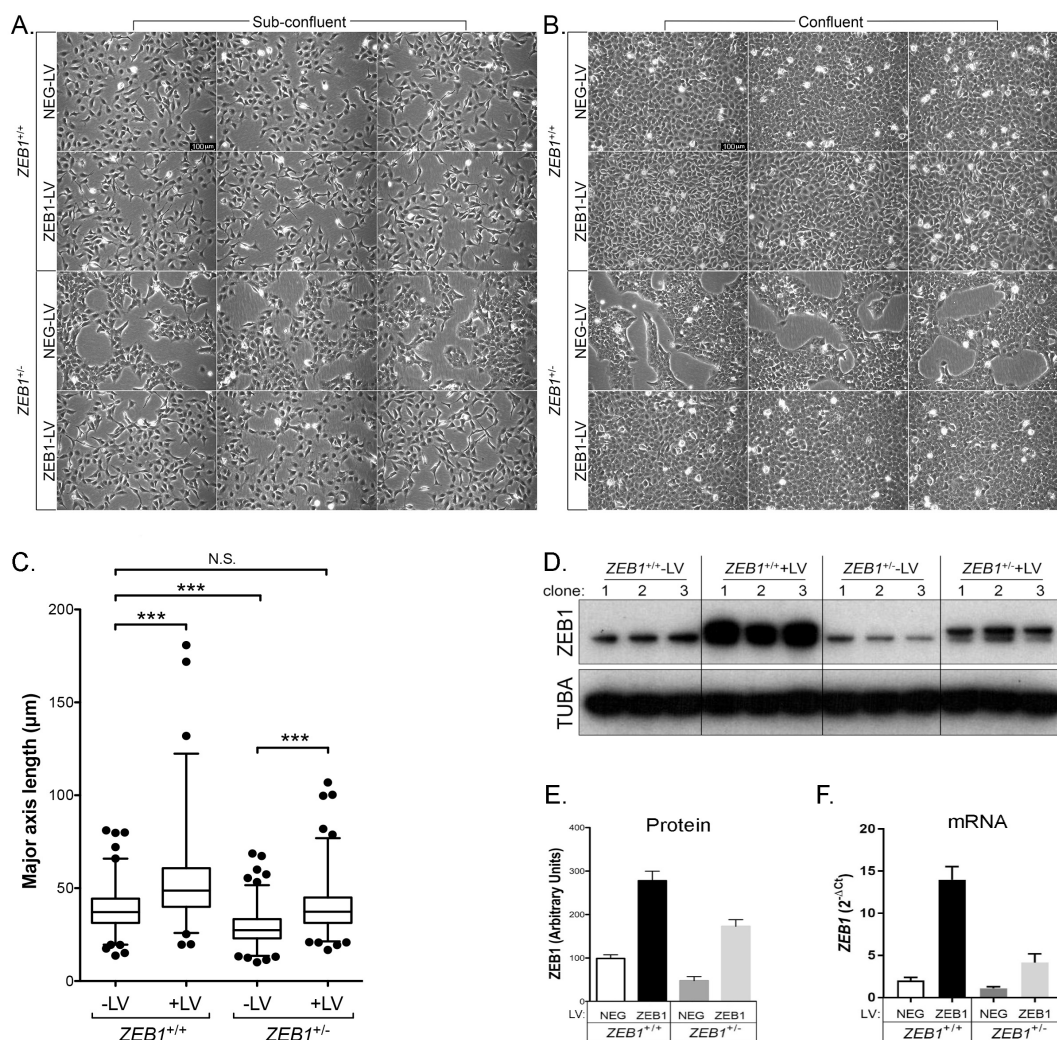 A.
Sub-confluent
NEG-LV
ZEB1-LV
NEG-LV
ZEB1-LV
ZEB1+/+
ZEB1+/-
100µm
B.
Confluent
NEG-LV
ZEB1-LV
NEG-LV
ZEB1-LV
ZEB1+/+
ZEB1+/-
100µm
C.
N.S.
***
***
***
Major axis length (µm)
200
150
100
50
0
-LV +LV -LV +LV
ZEB1+/+ ZEB1+/-
D.
ZEB1+/+-LV ZEB1+/++LV ZEB1+/--LV ZEB1+/-+LV
clone: 1 2 3 1 2 3 1 2 3 1 2 3
ZEB1
TUBA
E.
Protein
ZEB1 (Arbitrary Units)
400
300
200
100
0
LV: NEG ZEB1 NEG ZEB1
ZEB1+/+ ZEB1+/-
F.
mRNA
ZEB1 (2-ΔCt)
20
15
10
5
0
LV: NEG ZEB1 NEG ZEB1
ZEB1+/+ ZEB1+/-